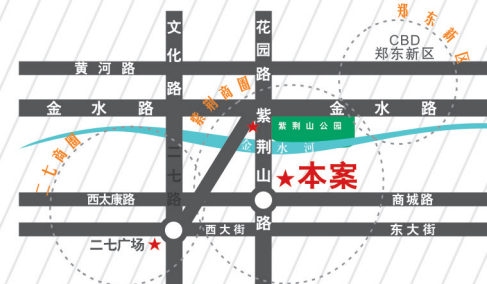 郑东新区
CBD
郑东新区
文化路
花园路
黄河路
紫荆商圈
金水路
金水路
紫荆山公园
紫荆山路
金水河
二七商圈
二七路
本案
西太康路
商城路
西大街
东大街
二七广场